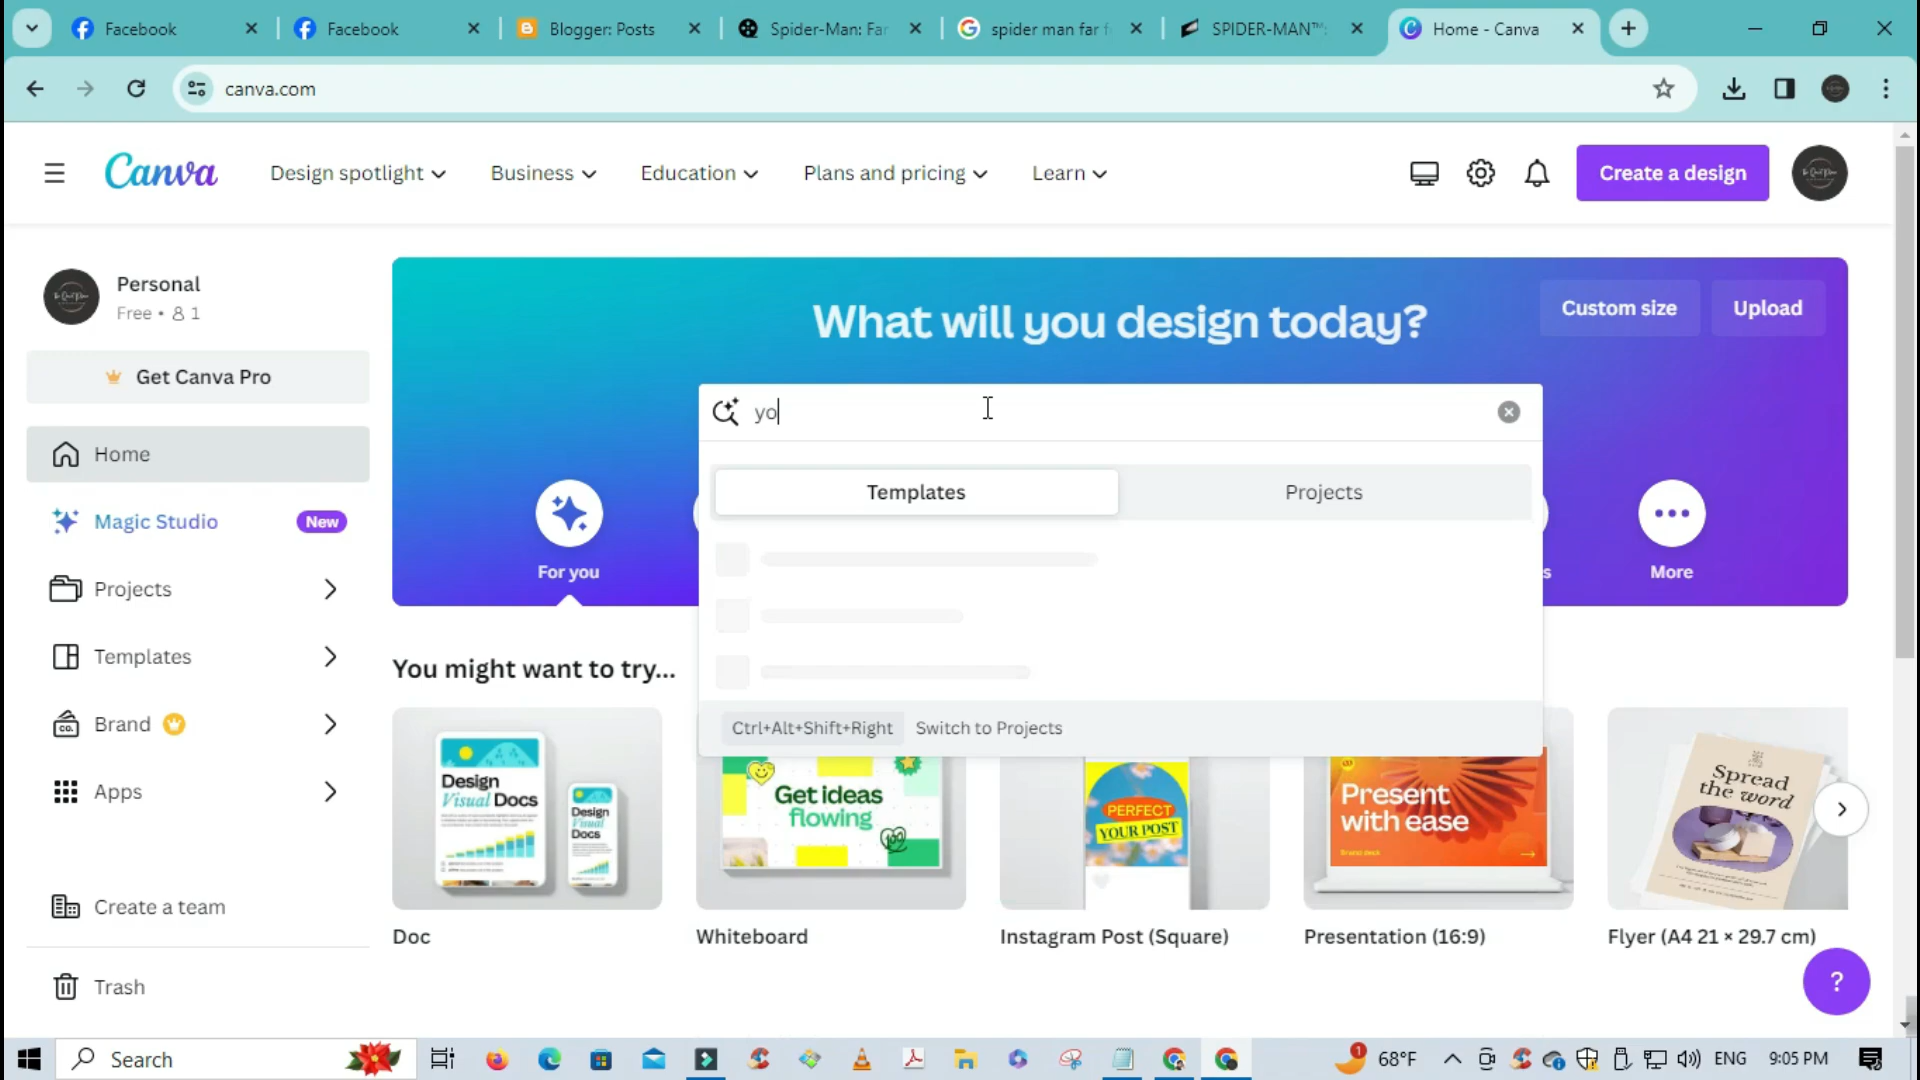 Facebook
Facebook
Blogger: Posts
Spider-Man: Far
spider man far f
SPIDER-MAN™:
Home - Canva
canva.com
Canva
Design spotlight
Business
Education
Plans and pricing
Learn
Create a design
Personal
Free • 1
Get Canva Pro
Home
Magic Studio
New
Projects
Templates
Brand
Apps
Create a team
Trash
What will you design today?
Custom size
Upload
yo
Templates
Projects
Ctrl+Alt+Shift+Right
Switch to Projects
For you
s
More
You might want to try...
Design
Visual Docs
Design
Visual
Docs
Get ideas
flowing
100
PERFECT
YOUR POST
Present
with ease
Spread
the word
Doc
Whiteboard
Instagram Post (Square)
Presentation (16:9)
Flyer (A4 21 × 29.7 cm)
?
Search
1
68°F
ENG
9:05 PM